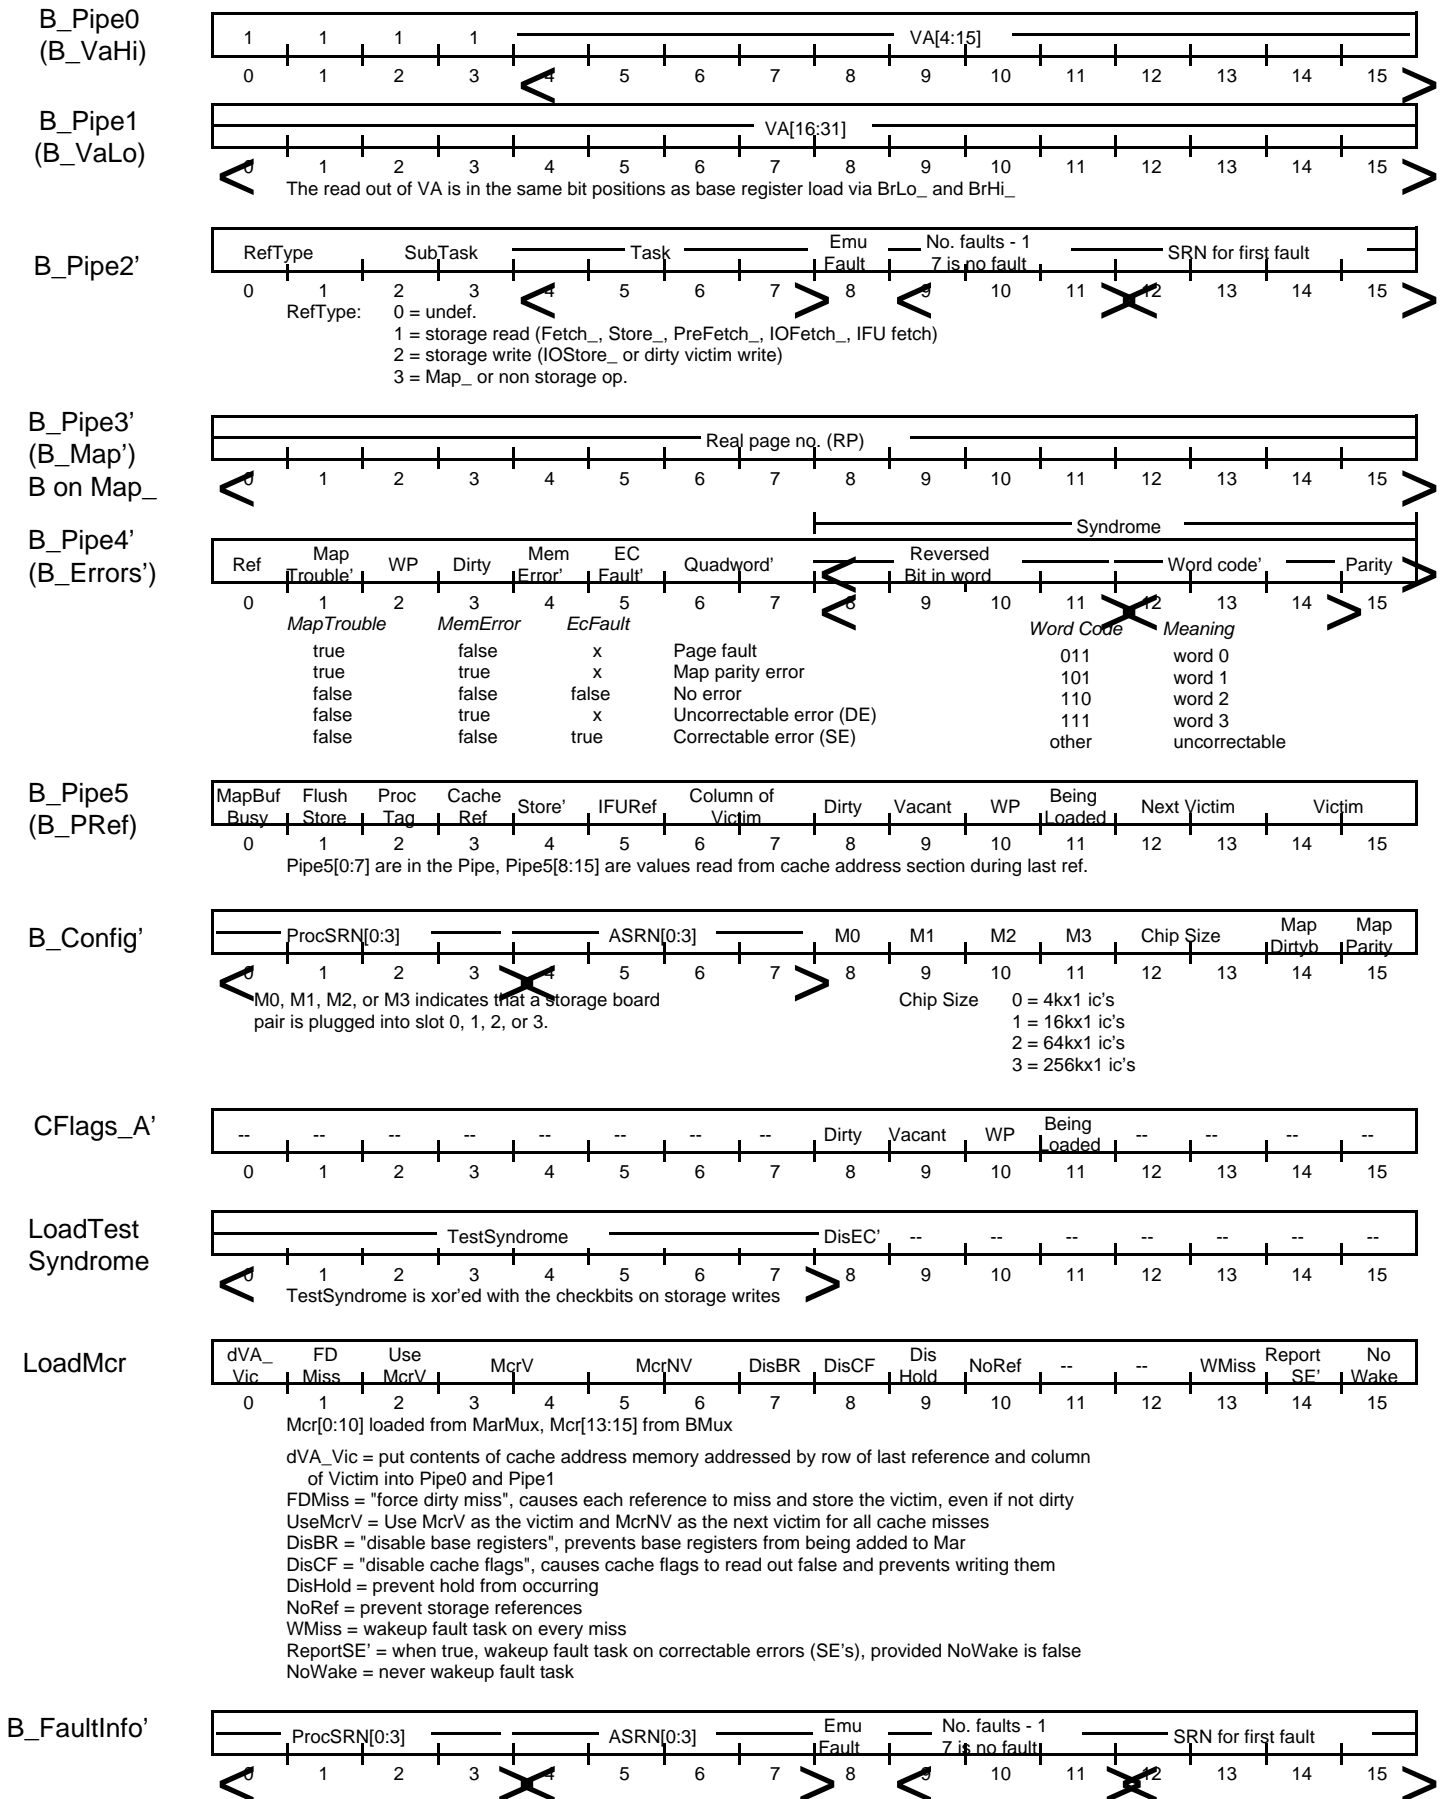 B_Pipe0
(B_VaHi)
1 1 1 1 VA[4:15]
0 1 2 3 4 5 6 7 8 9 10 11 12 13 14 15
B_Pipe1
(B_VaLo)
VA[16:31]
0 1 2 3 4 5 6 7 8 9 10 11 12 13 14 15
The read out of VA is in the same bit positions as base register load via BrLo_ and BrHi_
B_Pipe2'
RefType SubTask Task Emu Fault No. faults - 1 7 is no fault SRN for first fault
0 1 2 3 4 5 6 7 8 9 10 11 12 13 14 15
RefType: 0 = undef.
1 = storage read (Fetch_, Store_, PreFetch_, IOFetch_, IFU fetch)
2 = storage write (IOStore_ or dirty victim write)
3 = Map_ or non storage op.
B_Pipe3'
(B_Map')
B on Map_
Real page no. (RP)
0 1 2 3 4 5 6 7 8 9 10 11 12 13 14 15
Syndrome
B_Pipe4'
(B_Errors')
Ref Map Trouble' WP Dirty Mem Error' EC Fault' Quadword' Reversed Bit in word Word code' Parity
0 1 2 3 4 5 6 7 8 9 10 11 12 13 14 15
MapTrouble MemError EcFault Word Code Meaning
true false x Page fault 011 word 0
true true x Map parity error 101 word 1
false false false No error 110 word 2
false true x Uncorrectable error (DE) 111 word 3
false false true Correctable error (SE) other uncorrectable
B_Pipe5
(B_PRef)
MapBuf Busy Flush Store Proc Tag Cache Ref Store' IFURef Column of Victim Dirty Vacant WP Being Loaded Next Victim Victim
0 1 2 3 4 5 6 7 8 9 10 11 12 13 14 15
Pipe5[0:7] are in the Pipe, Pipe5[8:15] are values read from cache address section during last ref.
B_Config'
ProcSRN[0:3] ASRN[0:3] M0 M1 M2 M3 Chip Size Map Dirtyb Map Parity
0 1 2 3 4 5 6 7 8 9 10 11 12 13 14 15
M0, M1, M2, or M3 indicates that a storage board
pair is plugged into slot 0, 1, 2, or 3.
Chip Size 0 = 4kx1 ic's
1 = 16kx1 ic's
2 = 64kx1 ic's
3 = 256kx1 ic's
CFlags_A'
-- -- -- -- -- -- -- -- Dirty Vacant WP Being Loaded -- -- -- --
0 1 2 3 4 5 6 7 8 9 10 11 12 13 14 15
LoadTest
Syndrome
TestSyndrome DisEC' -- -- -- -- -- -- --
0 1 2 3 4 5 6 7 8 9 10 11 12 13 14 15
TestSyndrome is xor'ed with the checkbits on storage writes
LoadMcr
dVA_ Vic FD Miss Use McrV McrV McrNV DisBR DisCF Dis Hold NoRef -- -- WMiss Report SE' No Wake
0 1 2 3 4 5 6 7 8 9 10 11 12 13 14 15
Mcr[0:10] loaded from MarMux, Mcr[13:15] from BMux
dVA_Vic = put contents of cache address memory addressed by row of last reference and column
of Victim into Pipe0 and Pipe1
FDMiss = "force dirty miss", causes each reference to miss and store the victim, even if not dirty
UseMcrV = Use McrV as the victim and McrNV as the next victim for all cache misses
DisBR = "disable base registers", prevents base registers from being added to Mar
DisCF = "disable cache flags", causes cache flags to read out false and prevents writing them
DisHold = prevent hold from occurring
NoRef = prevent storage references
WMiss = wakeup fault task on every miss
ReportSE' = when true, wakeup fault task on correctable errors (SE's), provided NoWake is false
NoWake = never wakeup fault task
B_FaultInfo'
ProcSRN[0:3] ASRN[0:3] Emu Fault No. faults - 1 7 is no fault SRN for first fault
0 1 2 3 4 5 6 7 8 9 10 11 12 13 14 15